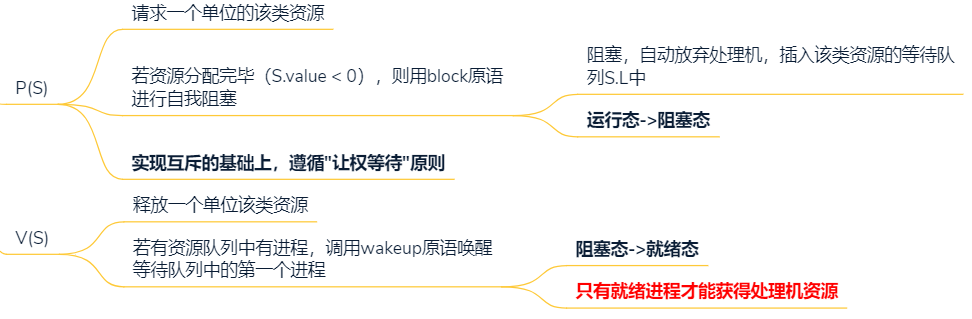 P(S)
请求一个单位的该类资源
若资源分配完毕（S.value < 0），则用block原语
进行自我阻塞
阻塞，自动放弃处理机，插入该类资源的等待队
列S.L中
运行态->阻塞态
实现互斥的基础上，遵循"让权等待"原则
V(S)
释放一个单位该类资源
若有资源队列中有进程，调用wakeup原语唤醒
等待队列中的第一个进程
阻塞态->就绪态
只有就绪进程才能获得处理机资源